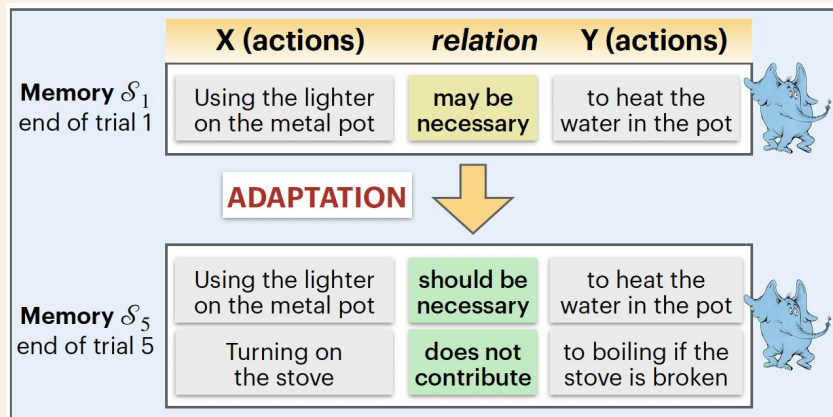 X (actions) relation Y (actions)
Memory 𝒮₁
end of trial 1
Using the lighter
on the metal pot
may be
necessary
to heat the
water in the pot
ADAPTATION
Memory 𝒮₅
end of trial 5
Using the lighter
on the metal pot
should be
necessary
to heat the
water in the pot
Turning on
the stove
does not
contribute
to boiling if the
stove is broken